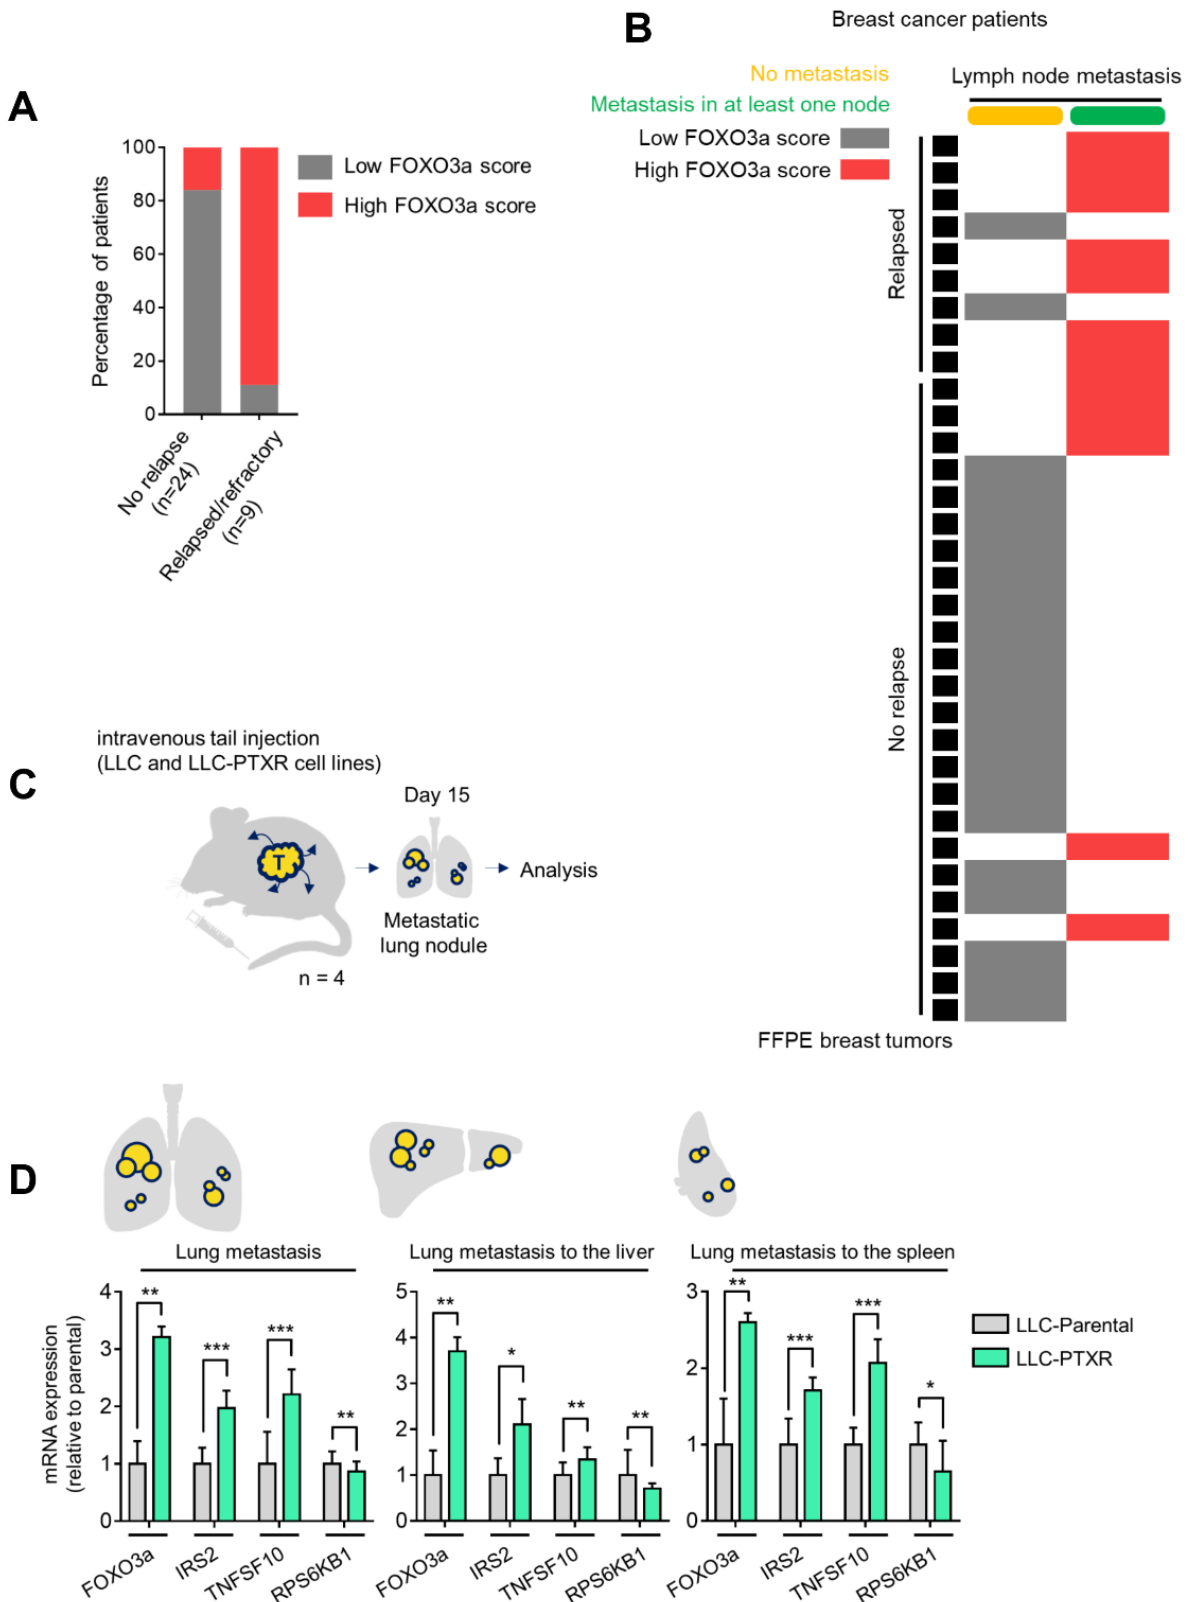 A
100
80
60
40
20
0
Percentage of patients
No relapse
(n=24)
Relapsed/refractory
(n=9)
Low FOXO3a score
High FOXO3a score
B
Breast cancer patients
No metastasis
Metastasis in at least one node
Low FOXO3a score
High FOXO3a score
Lymph node metastasis
Relapsed
No relapse
FFPE breast tumors
C
intravenous tail injection
(LLC and LLC-PTXR cell lines)
T
n = 4
Day 15
Metastatic
lung nodule
Analysis
D
Lung metastasis
mRNA expression
(relative to parental)
4
3
2
1
0
**
***
***
**
FOXO3a
IRS2
TNFSF10
RPS6KB1
Lung metastasis to the liver
5
4
3
2
1
0
**
*
**
**
FOXO3a
IRS2
TNFSF10
RPS6KB1
Lung metastasis to the spleen
3
2
1
0
**
***
***
*
FOXO3a
IRS2
TNFSF10
RPS6KB1
LLC-Parental
LLC-PTXR